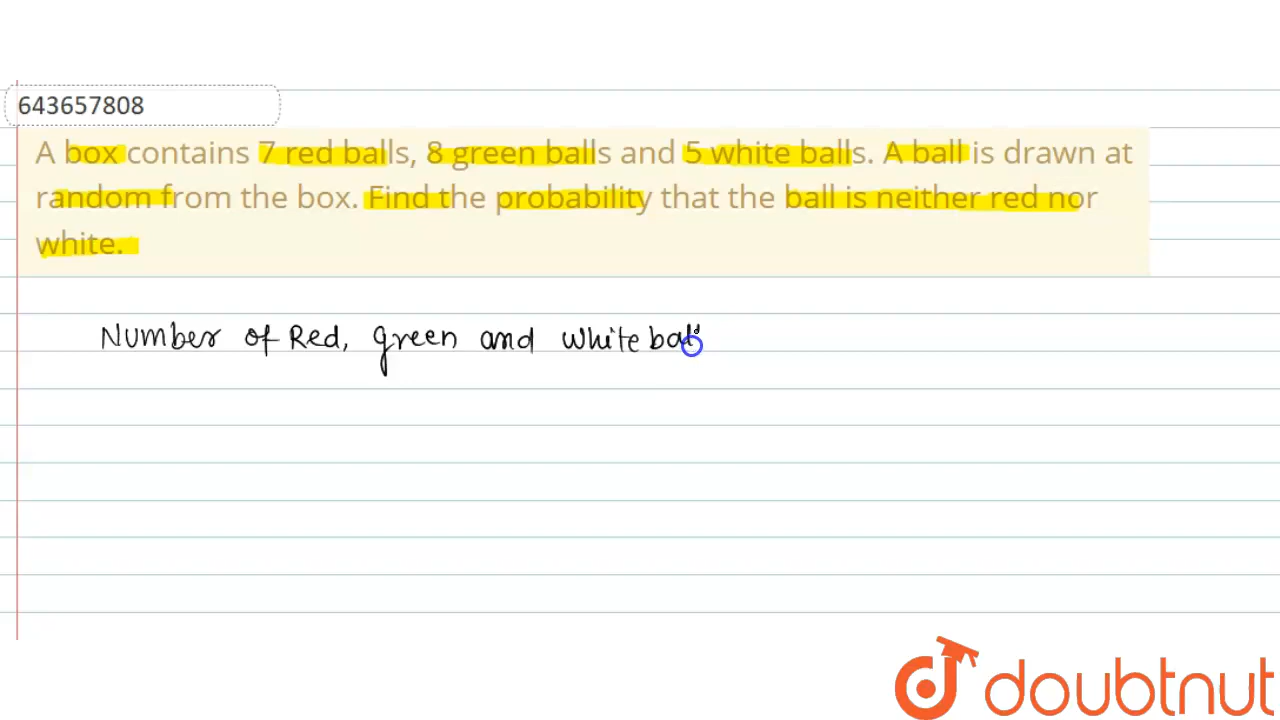 643657808
A box contains 7 red balls, 8 green balls and 5 white balls. A ball is drawn at
random from the box. Find the probability that the ball is neither red nor
white.
Number of Red, green and white ball
doubtnut